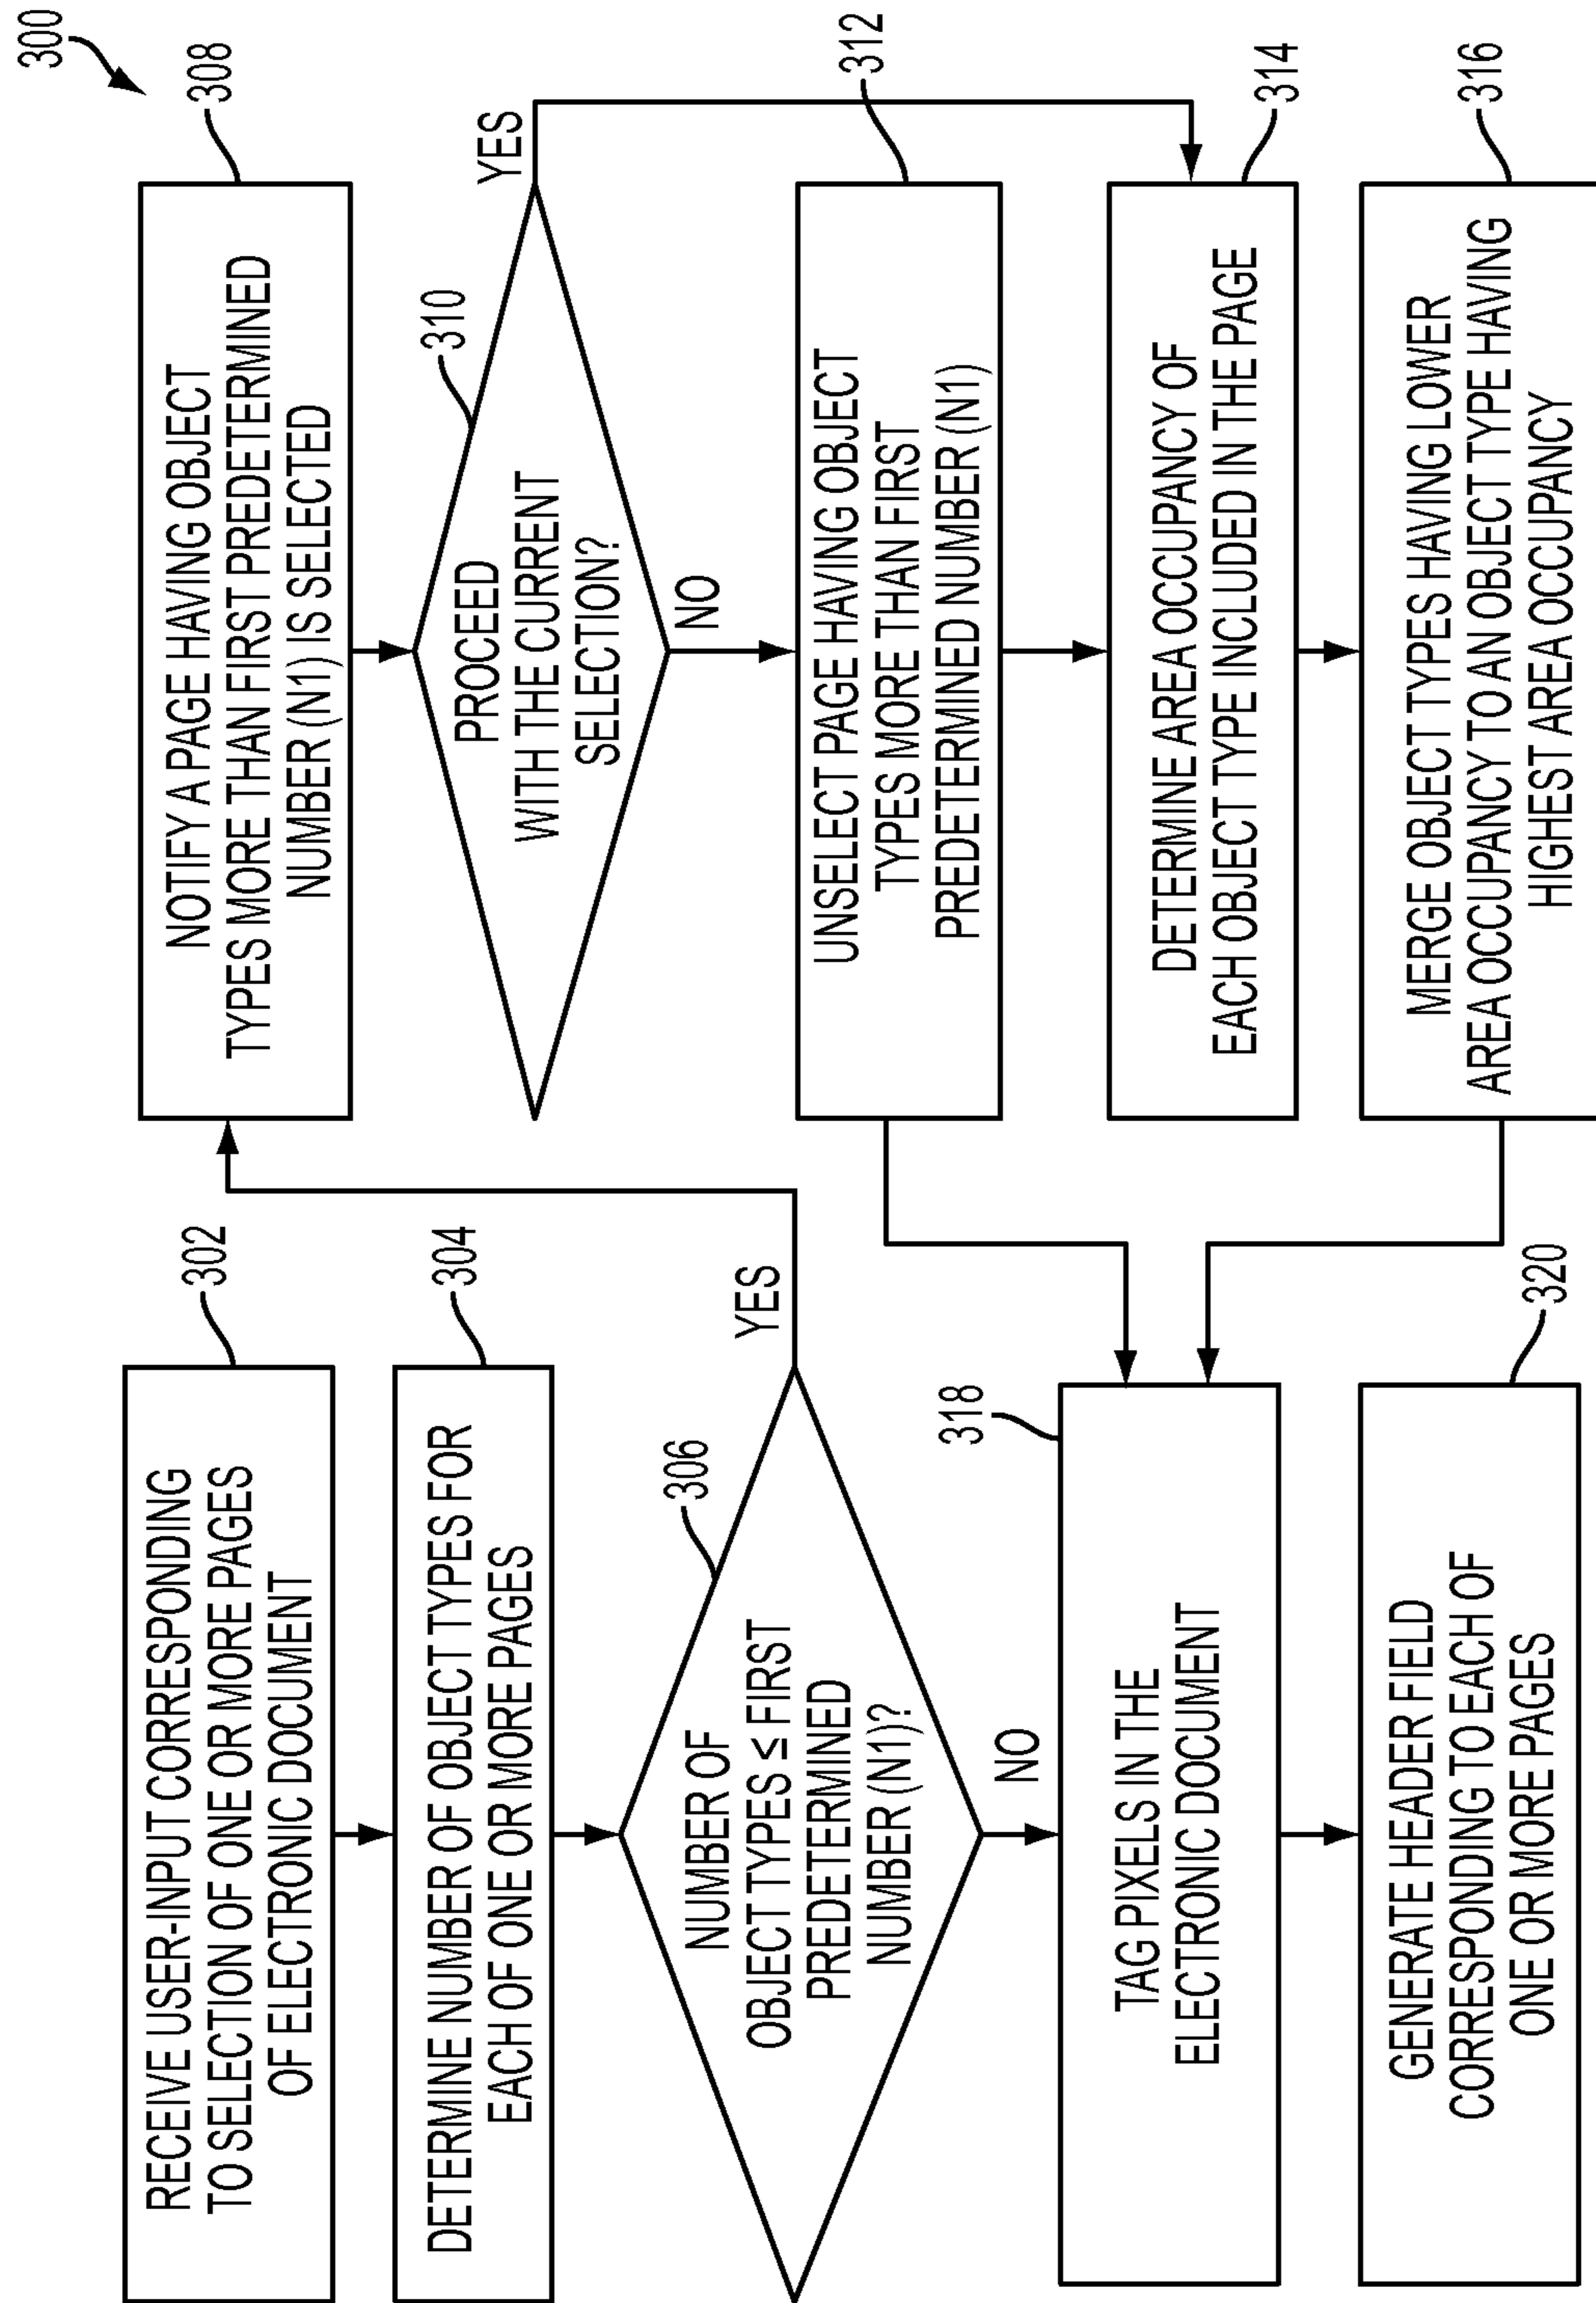 300
302
RECEIVE USER-INPUT CORRESPONDING
TO SELECTION OF ONE OR MORE PAGES
OF ELECTRONIC DOCUMENT
304
DETERMINE NUMBER OF OBJECT TYPES FOR
EACH OF ONE OR MORE PAGES
306
NUMBER OF
OBJECT TYPES ≤ FIRST
PREDETERMINED
NUMBER (N1)?
YES
NO
318
TAG PIXELS IN THE
ELECTRONIC DOCUMENT
320
GENERATE HEADER FIELD
CORRESPONDING TO EACH OF
ONE OR MORE PAGES
308
NOTIFY A PAGE HAVING OBJECT
TYPES MORE THAN FIRST PREDETERMINED
NUMBER (N1) IS SELECTED
310
PROCEED
WITH THE CURRENT
SELECTION?
YES
NO
312
UNSELECT PAGE HAVING OBJECT
TYPES MORE THAN FIRST
PREDETERMINED NUMBER (N1)
314
DETERMINE AREA OCCUPANCY OF
EACH OBJECT TYPE INCLUDED IN THE PAGE
316
MERGE OBJECT TYPES HAVING LOWER
AREA OCCUPANCY TO AN OBJECT TYPE HAVING
HIGHEST AREA OCCUPANCY